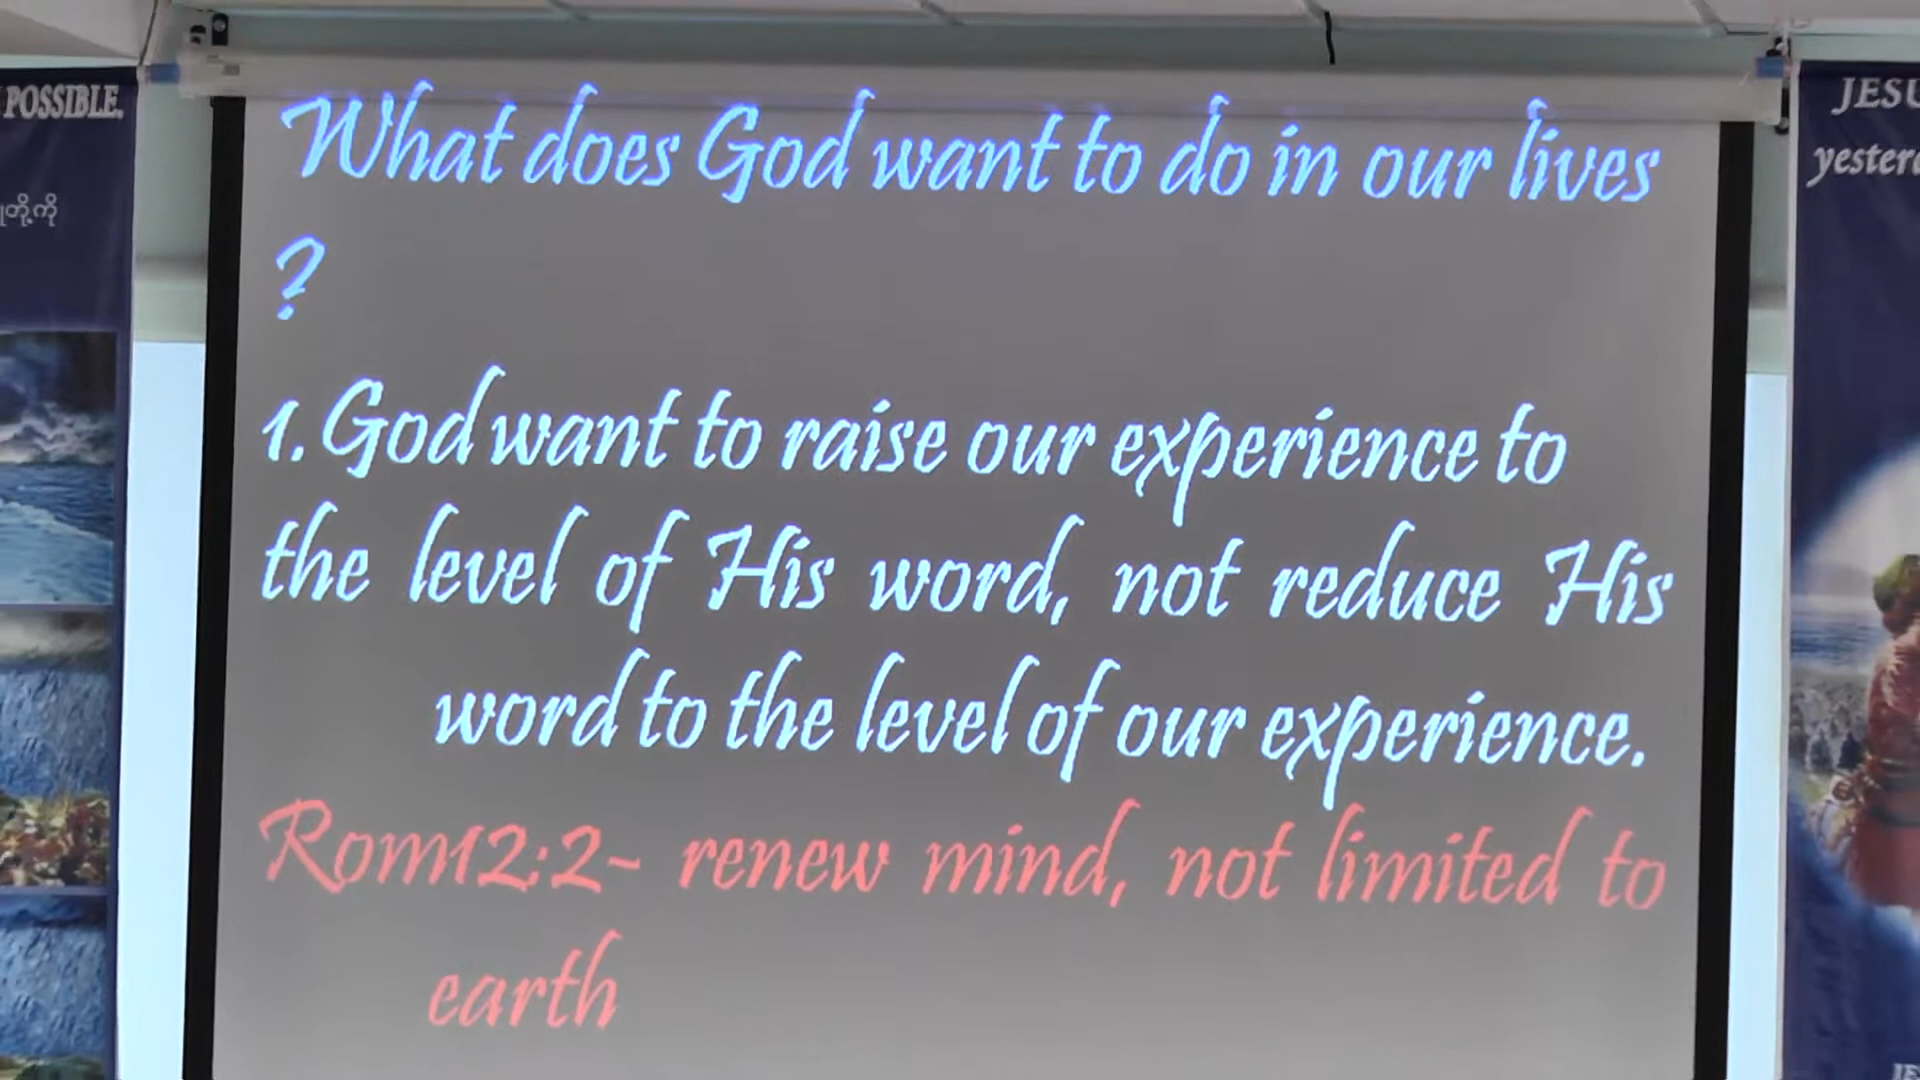 POSSIBLE.
What does God want to do in our lives
?
1. God want to raise our experience to
the level of His word, not reduce His
word to the level of our experience.
Rom12:2- renew mind, not limited to
earth